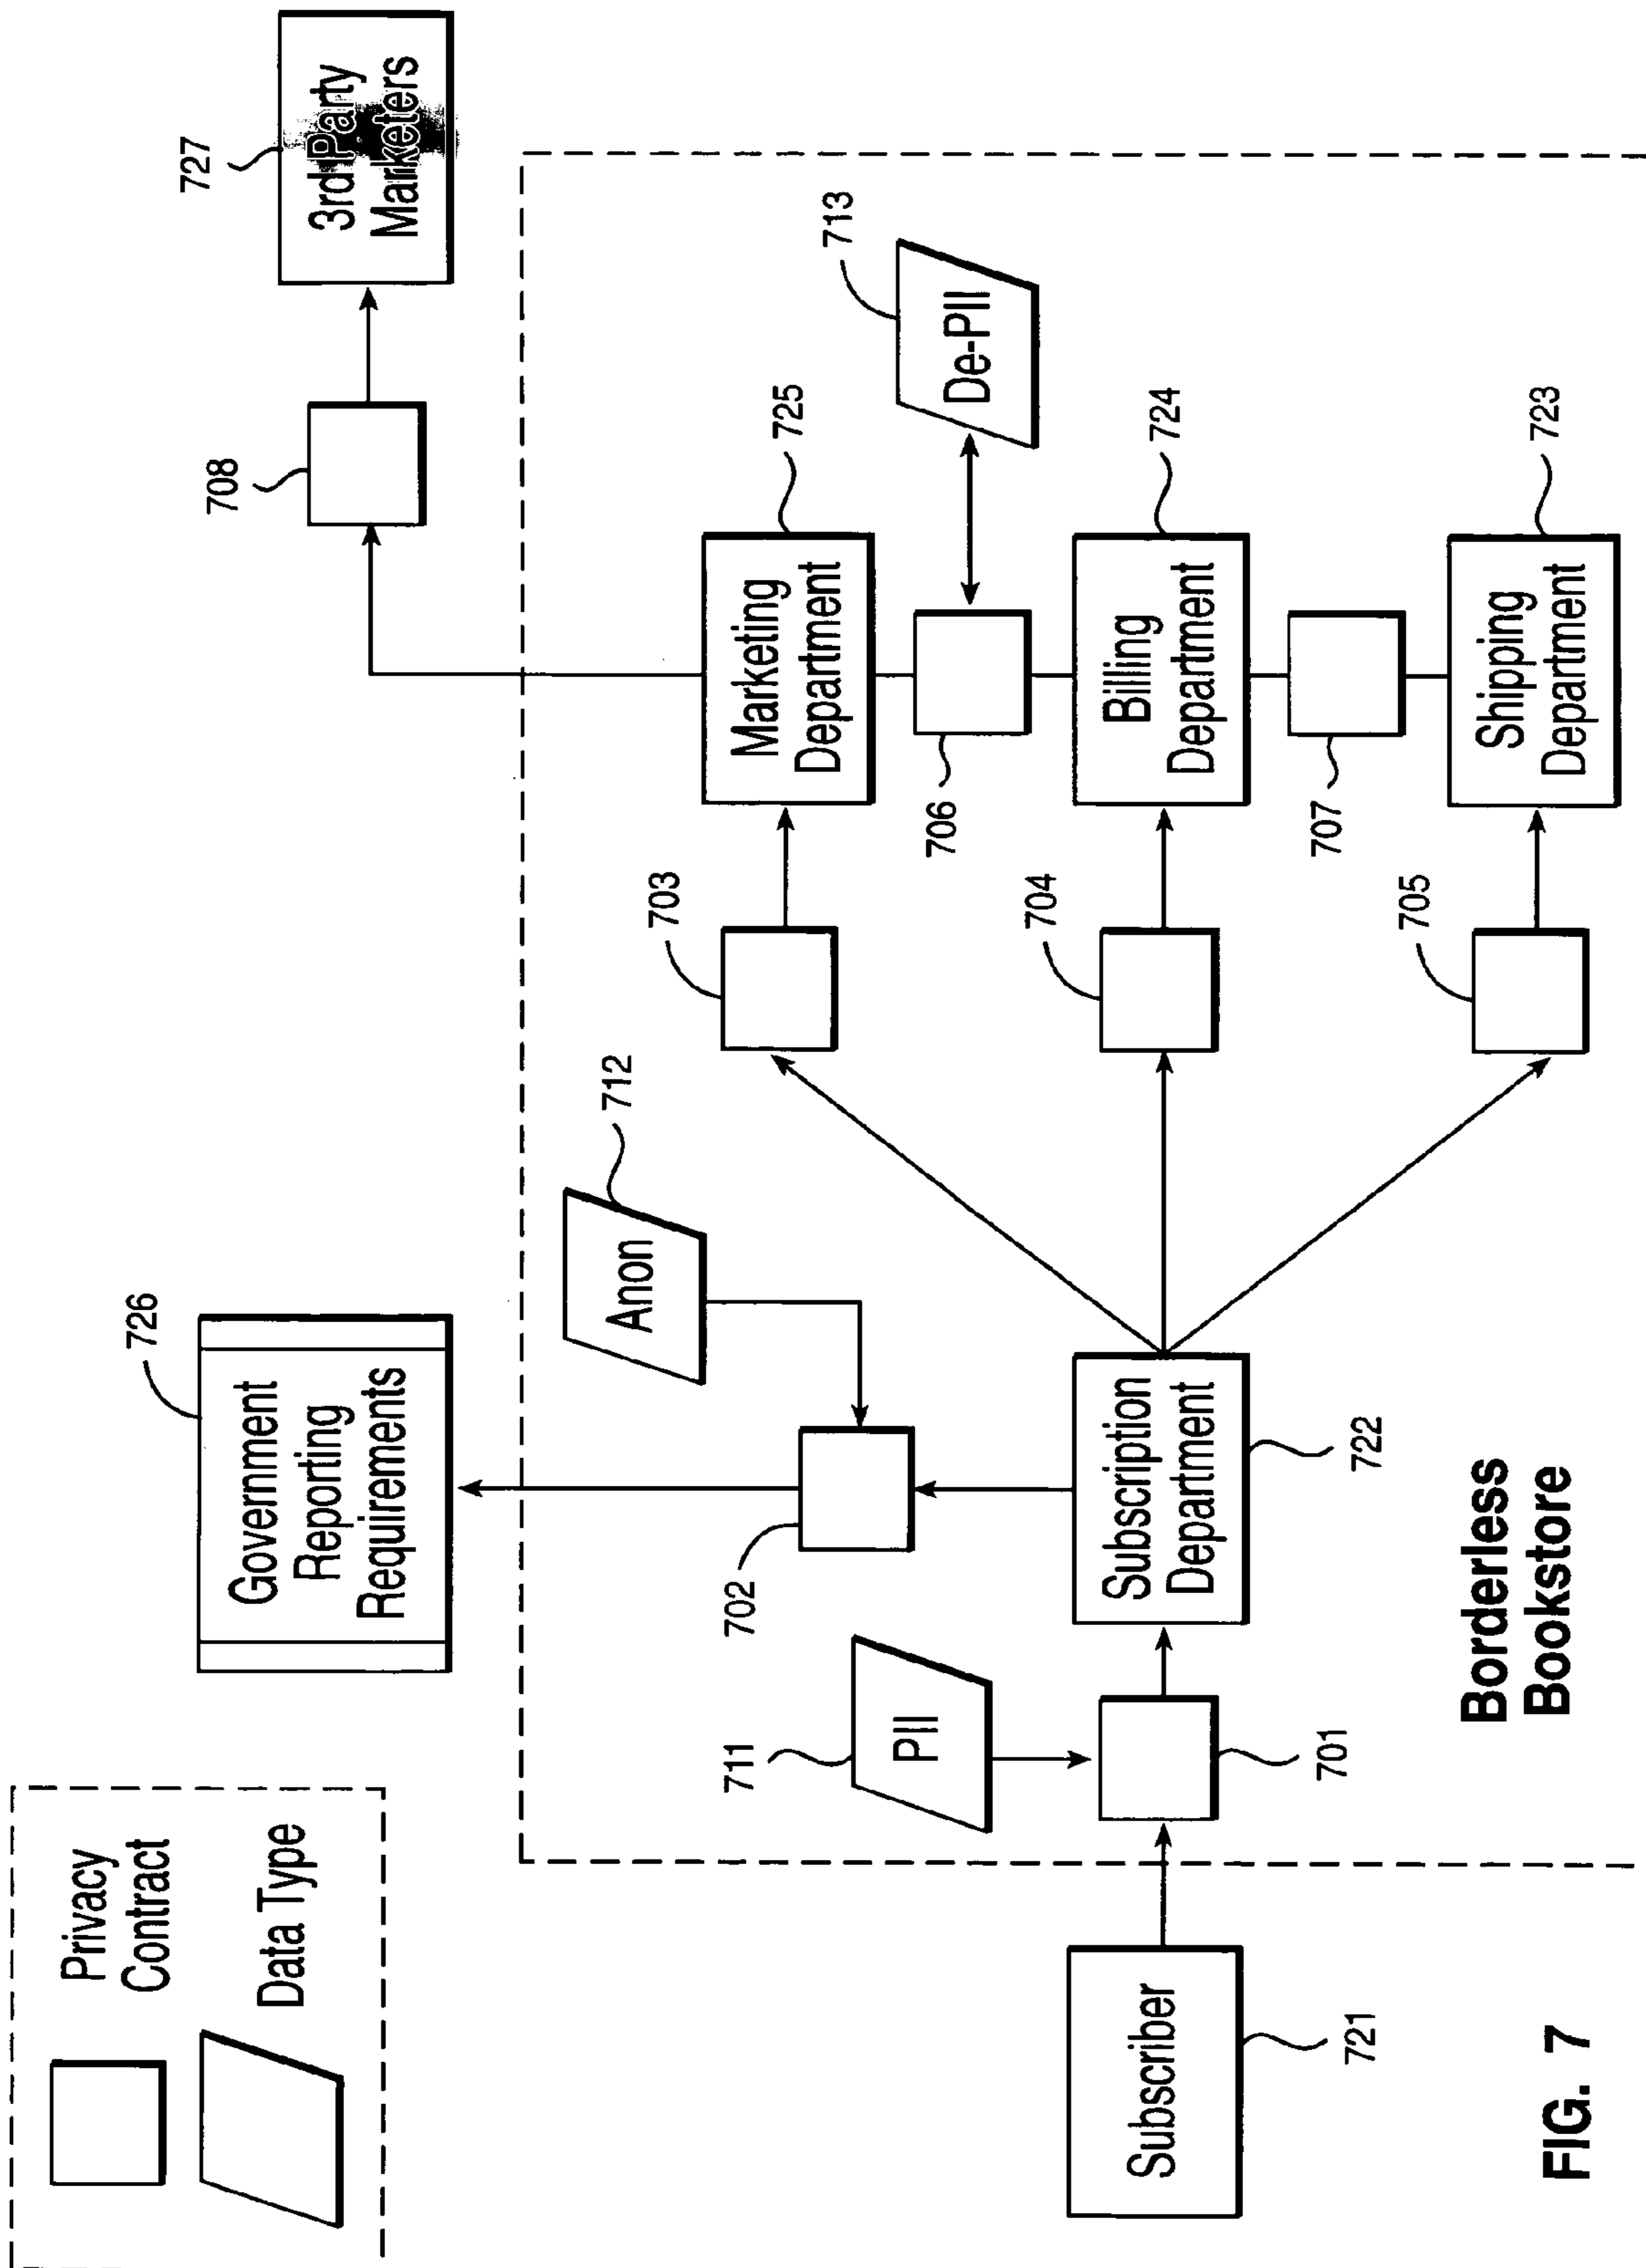 Privacy
Contract
Data Type
726
Government
Reporting
Requirements
727
3rd Party
Marketers
708
712
Anon
702
711
PII
701
Subscriber
721
Subscription
Department
722
703
704
705
Marketing
Department
725
706
713
De-PII
Billing
Department
724
707
Shipping
Department
723
Borderless
Bookstore
FIG. 7